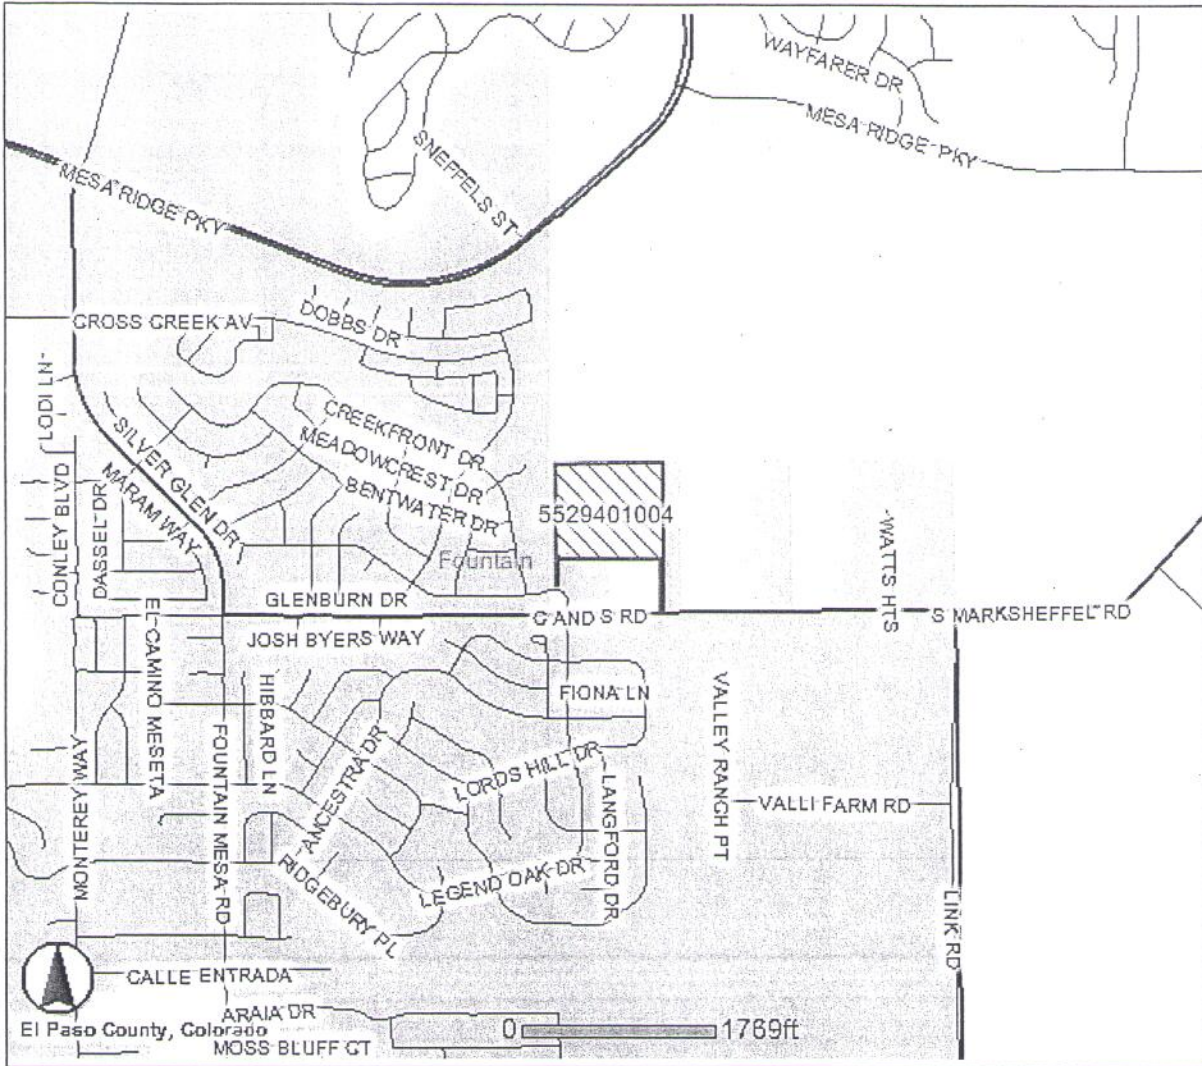 WAYFARER DR
MESA RIDGE PKY
SNEFFELS ST
MESA RIDGE PKY
CROSS CREEK AV
DOBBS DR
LODI LN
CREEKFRONT DR
MEADOWCREST DR
BENTWATER DR
SILVER GLEN DR
MARAM WAY
CONLEY BLVD
DASSEL DR
5529401004
WATTS HTS
Fountain
GLENBURN DR
C AND S RD
S MARKSHEFFEL RD
JOSH BYERS WAY
EL CAMINO MESETA
HIBBARD LN
FIONA LN
VALLEY RANCH PT
MONTEREY WAY
FOUNTAIN MESA RD
ANCESTRA DR
LORDS HILL DR
LANGFORD DR
VALLI FARM RD
RIDGEBURY PL
LEGEND OAK DR
LINK RD
CALLE ENTRADA
ARAIA DR
El Paso County, Colorado
0 1769ft
MOSS BLUFF CT